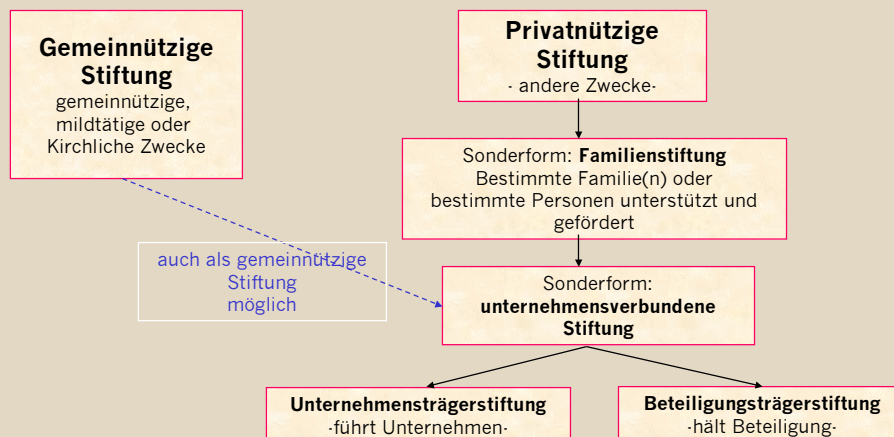 Gemeinnützige
Stiftung
gemeinnützige,
mildtätige oder
Kirchliche Zwecke
Privatnützige
Stiftung
- andere Zwecke-
Sonderform: Familienstiftung
Bestimmte Familie(n) oder
bestimmte Personen unterstützt und
gefördert
auch als gemeinnützige
Stiftung
möglich
Sonderform:
unternehmensverbundene
Stiftung
Unternehmensträgerstiftung
-führt Unternehmen-
Beteiligungsträgerstiftung
-hält Beteiligung-